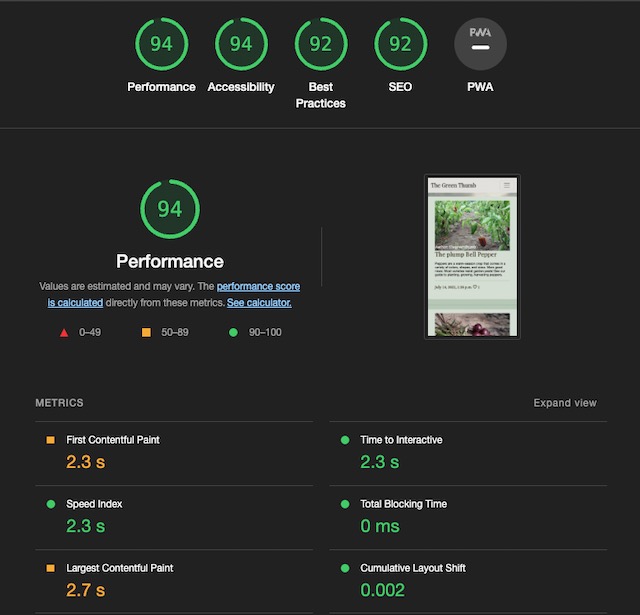 94 94 92 92 PWA
Performance Accessibility Best Practices SEO PWA
94
Performance
Values are estimated and may vary. The performance score
is calculated directly from these metrics. See calculator.
0–49 50–89 90–100
The Green Thumb
The plump Bell Pepper
METRICS Expand view
First Contentful Paint
2.3 s
Time to Interactive
2.3 s
Speed Index
2.3 s
Total Blocking Time
0 ms
Largest Contentful Paint
2.7 s
Cumulative Layout Shift
0.002